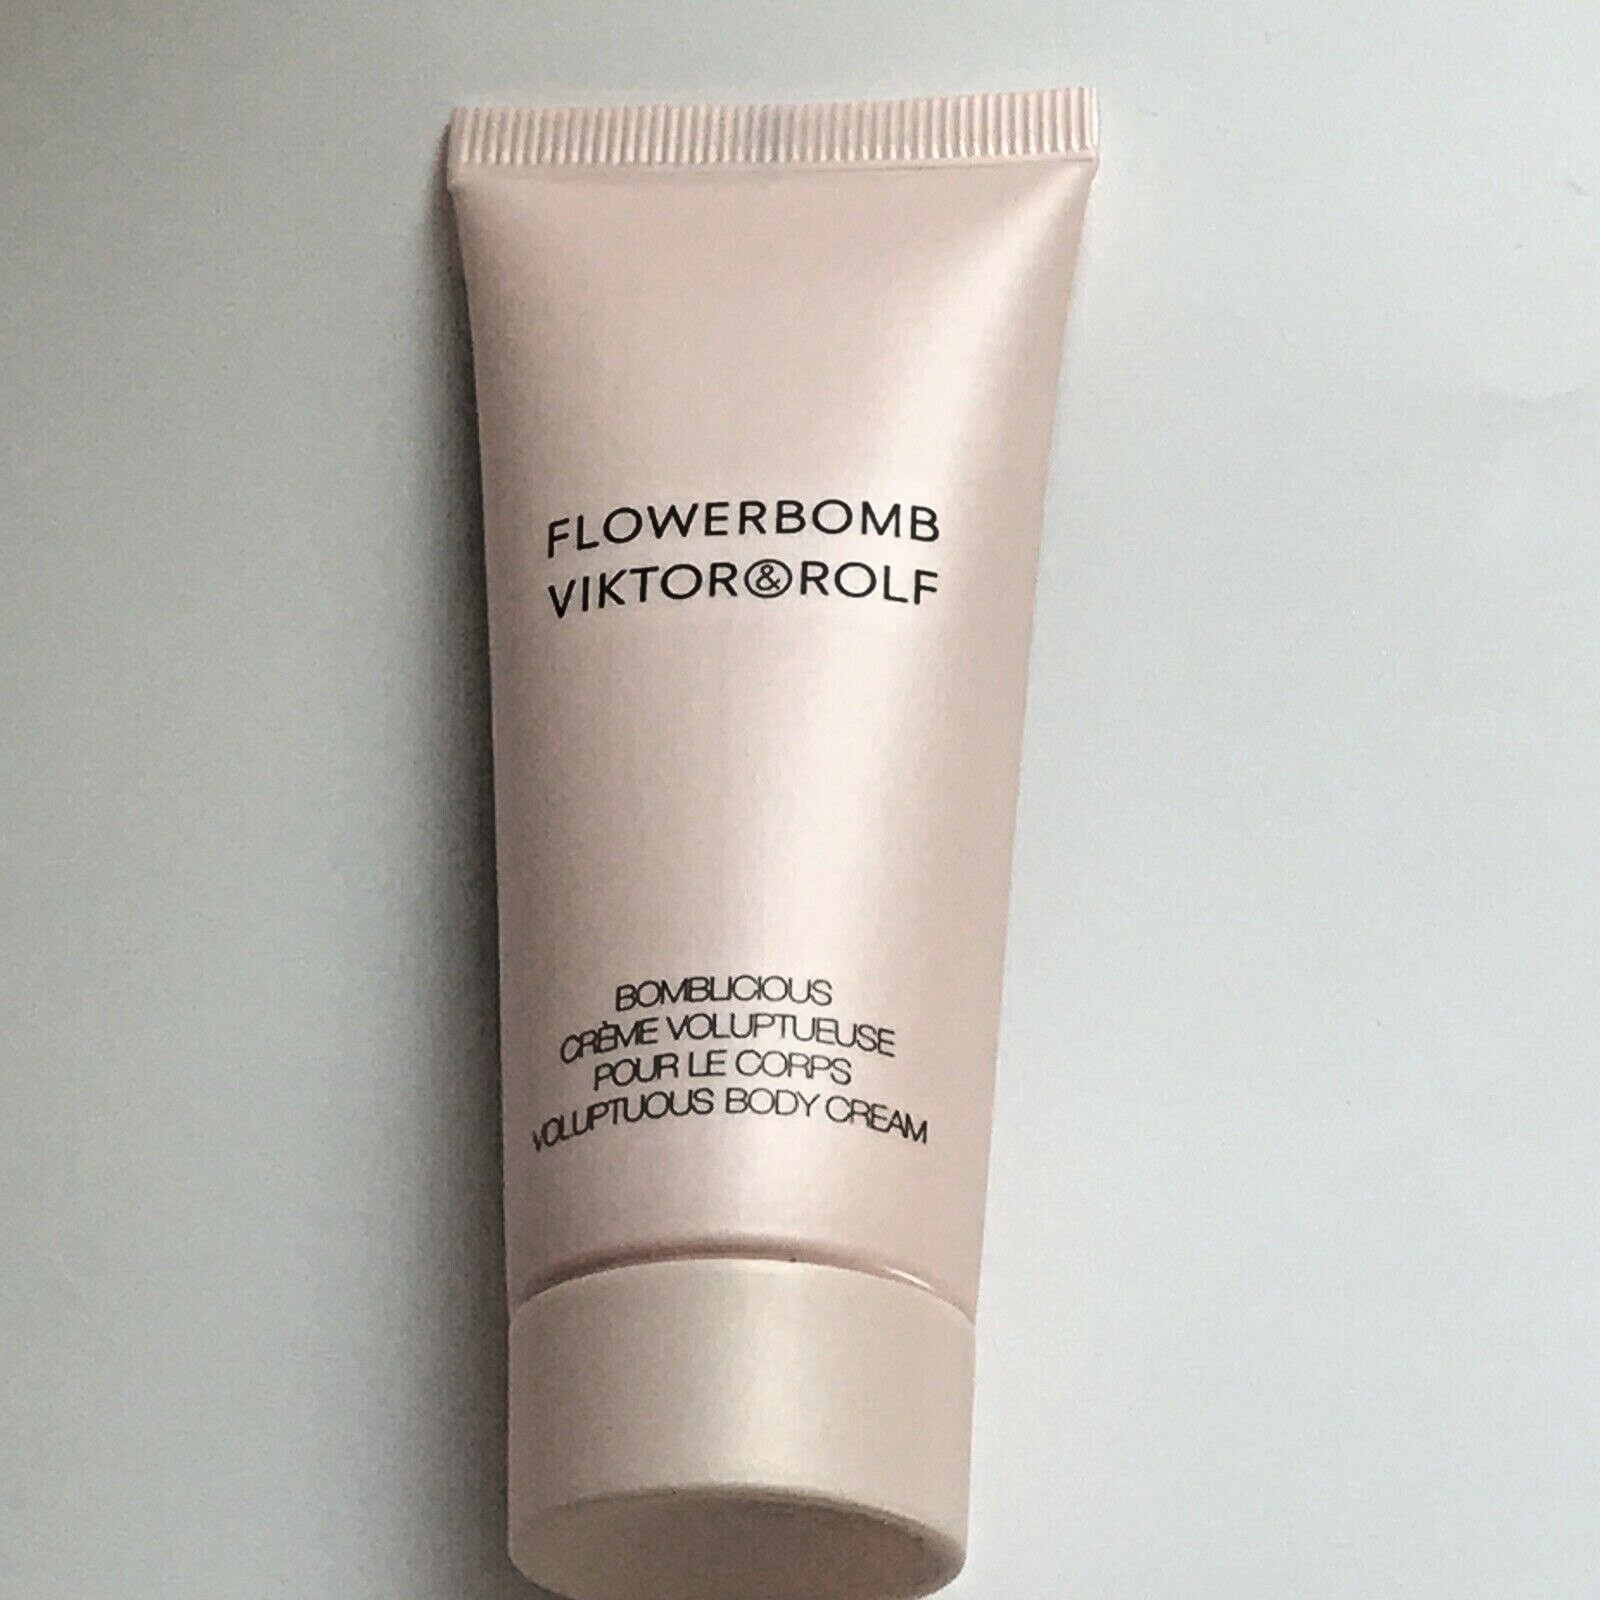 FLOWERBOMB
VIKTOR&ROLF
BOMBLICIOUS
CRÈME VOLUPTUEUSE
POUR LE CORPS
VOLUPTUOUS BODY CREAM